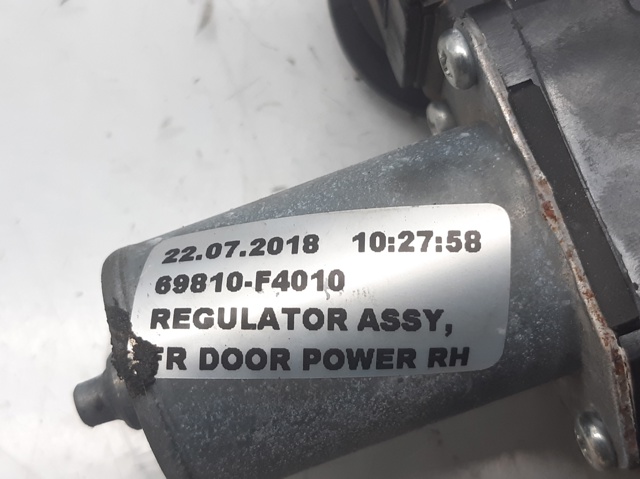 22.07.2018 10:27:58
69810-F4010
REGULATOR ASSY,
FR DOOR POWER RH